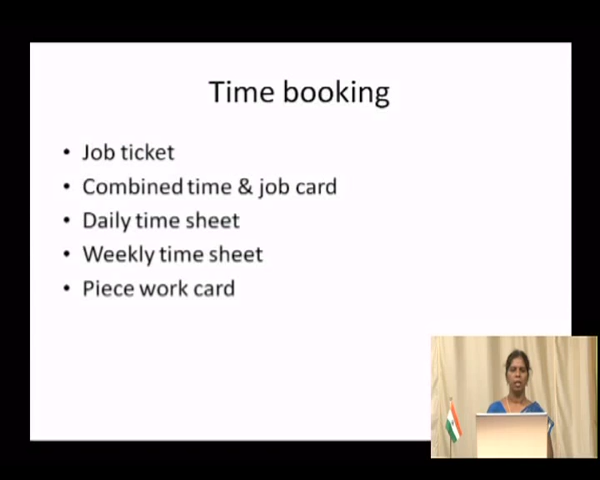 Time booking
• Job ticket
• Combined time & job card
• Daily time sheet
• Weekly time sheet
• Piece work card